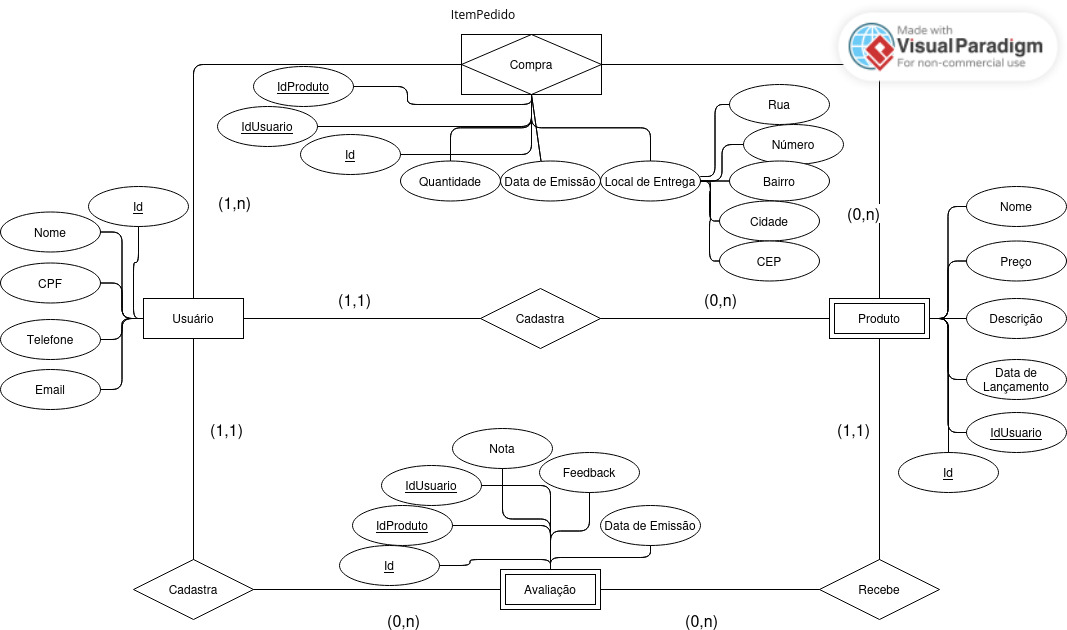 ItemPedido
Made with
VisualParadigm
For non-commercial use
Compra
IdProduto
IdUsuario
Id
Quantidade
Data de Emissão
Local de Entrega
Rua
Número
Bairro
Cidade
CEP
(1,n)
(0,n)
Id
Nome
CPF
Telefone
Email
Usuário
(1,1)
Cadastra
(0,n)
Produto
Nome
Preço
Descrição
Data de
Lançamento
IdUsuario
Id
(1,1)
(1,1)
Nota
IdUsuario
Feedback
IdProduto
Data de Emissão
Id
Cadastra
Avaliação
Recebe
(0,n)
(0,n)